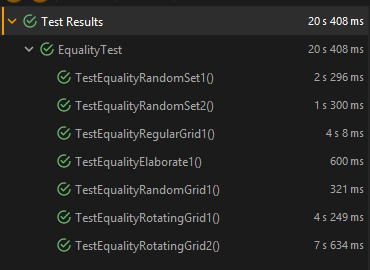 Test Results 20 s 408 ms
EqualityTest 20 s 408 ms
TestEqualityRandomSet1() 2 s 296 ms
TestEqualityRandomSet2() 1 s 300 ms
TestEqualityRegularGrid1() 4 s 8 ms
TestEqualityElaborate1() 600 ms
TestEqualityRandomGrid1() 321 ms
TestEqualityRotatingGrid1() 4 s 249 ms
TestEqualityRotatingGrid2() 7 s 634 ms